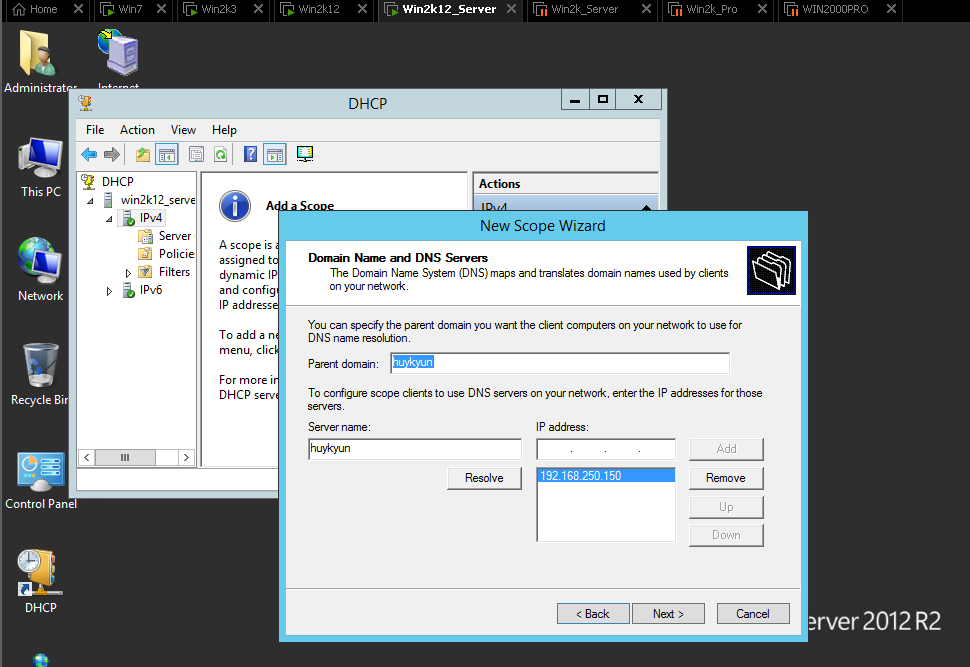 Home
Win7
Win2k3
Win2k12
Win2k12_Server
Win2k_Server
Win2k_Pro
WIN2000PRO
Administrator
Internet
This PC
Network
Recycle Bin
Control Panel
DHCP
DHCP
File Action View Help
DHCP
win2k12_serve
IPv4
Server
Policie
Filters
IPv6
Add a Scope
A scope is a
assigned to
dynamic IP
and configu
IP addresse
To add a ne
menu, click
For more in
DHCP serve
Actions
IPv4
New Scope Wizard
Domain Name and DNS Servers
The Domain Name System (DNS) maps and translates domain names used by clients
on your network.
You can specify the parent domain you want the client computers on your network to use for
DNS name resolution.
Parent domain: huykyun
To configure scope clients to use DNS servers on your network, enter the IP addresses for those
servers.
Server name: IP address:
huykyun . . . Add
Resolve 192.168.250.150 Remove
Up
Down
< Back Next > Cancel
erver 2012 R2